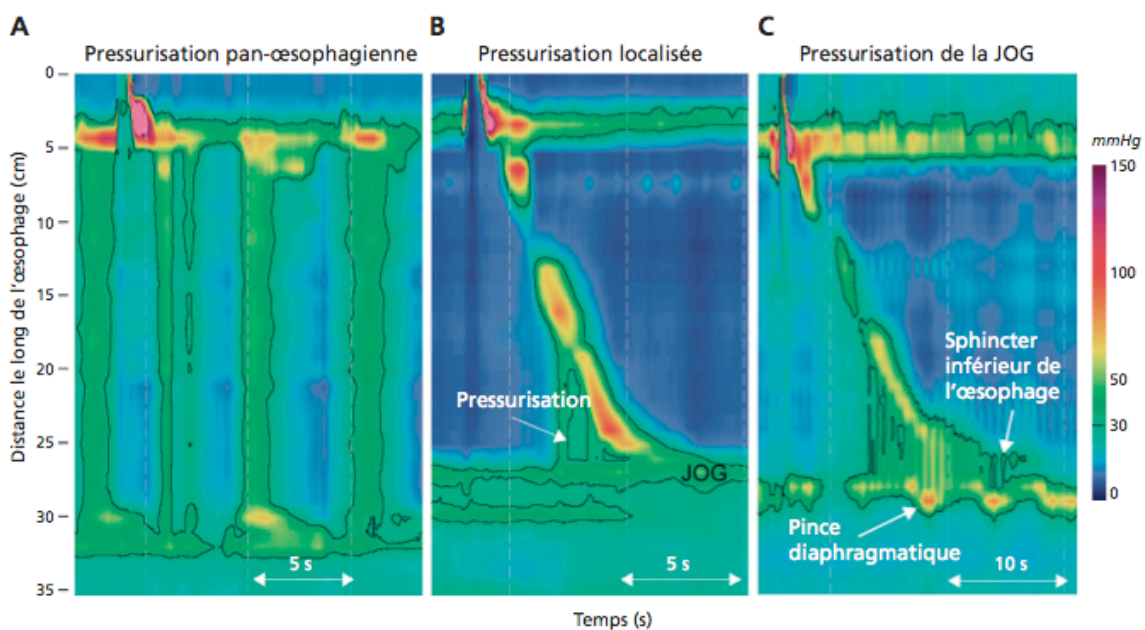 A
Pressurisation pan-œsophagienne
B
Pressurisation localisée
C
Pressurisation de la JOG
Distance le long de l'œsophage (cm)
0
5
10
15
20
25
30
35
5 s
Pressurisation
JOG
5 s
Sphincter
inférieur de
l'œsophage
Pince
diaphragmatique
10 s
mmHg
150
100
50
30
0
Temps (s)